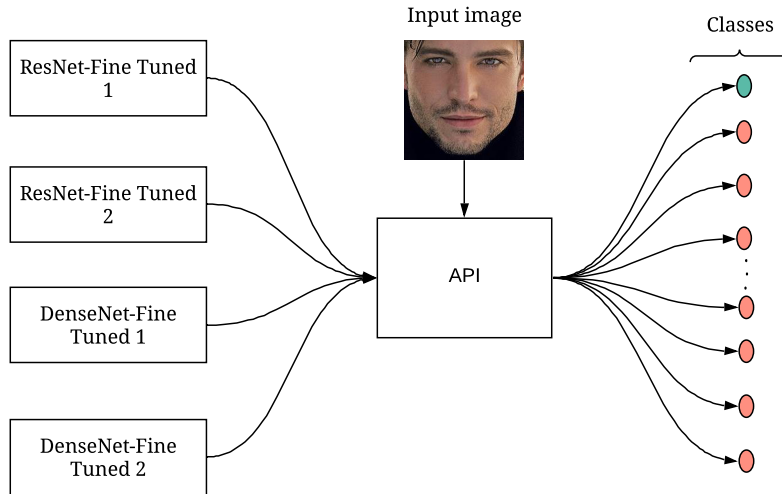 Input image
Classes
ResNet-Fine Tuned
1
ResNet-Fine Tuned
2
API
DenseNet-Fine
Tuned 1
DenseNet-Fine
Tuned 2